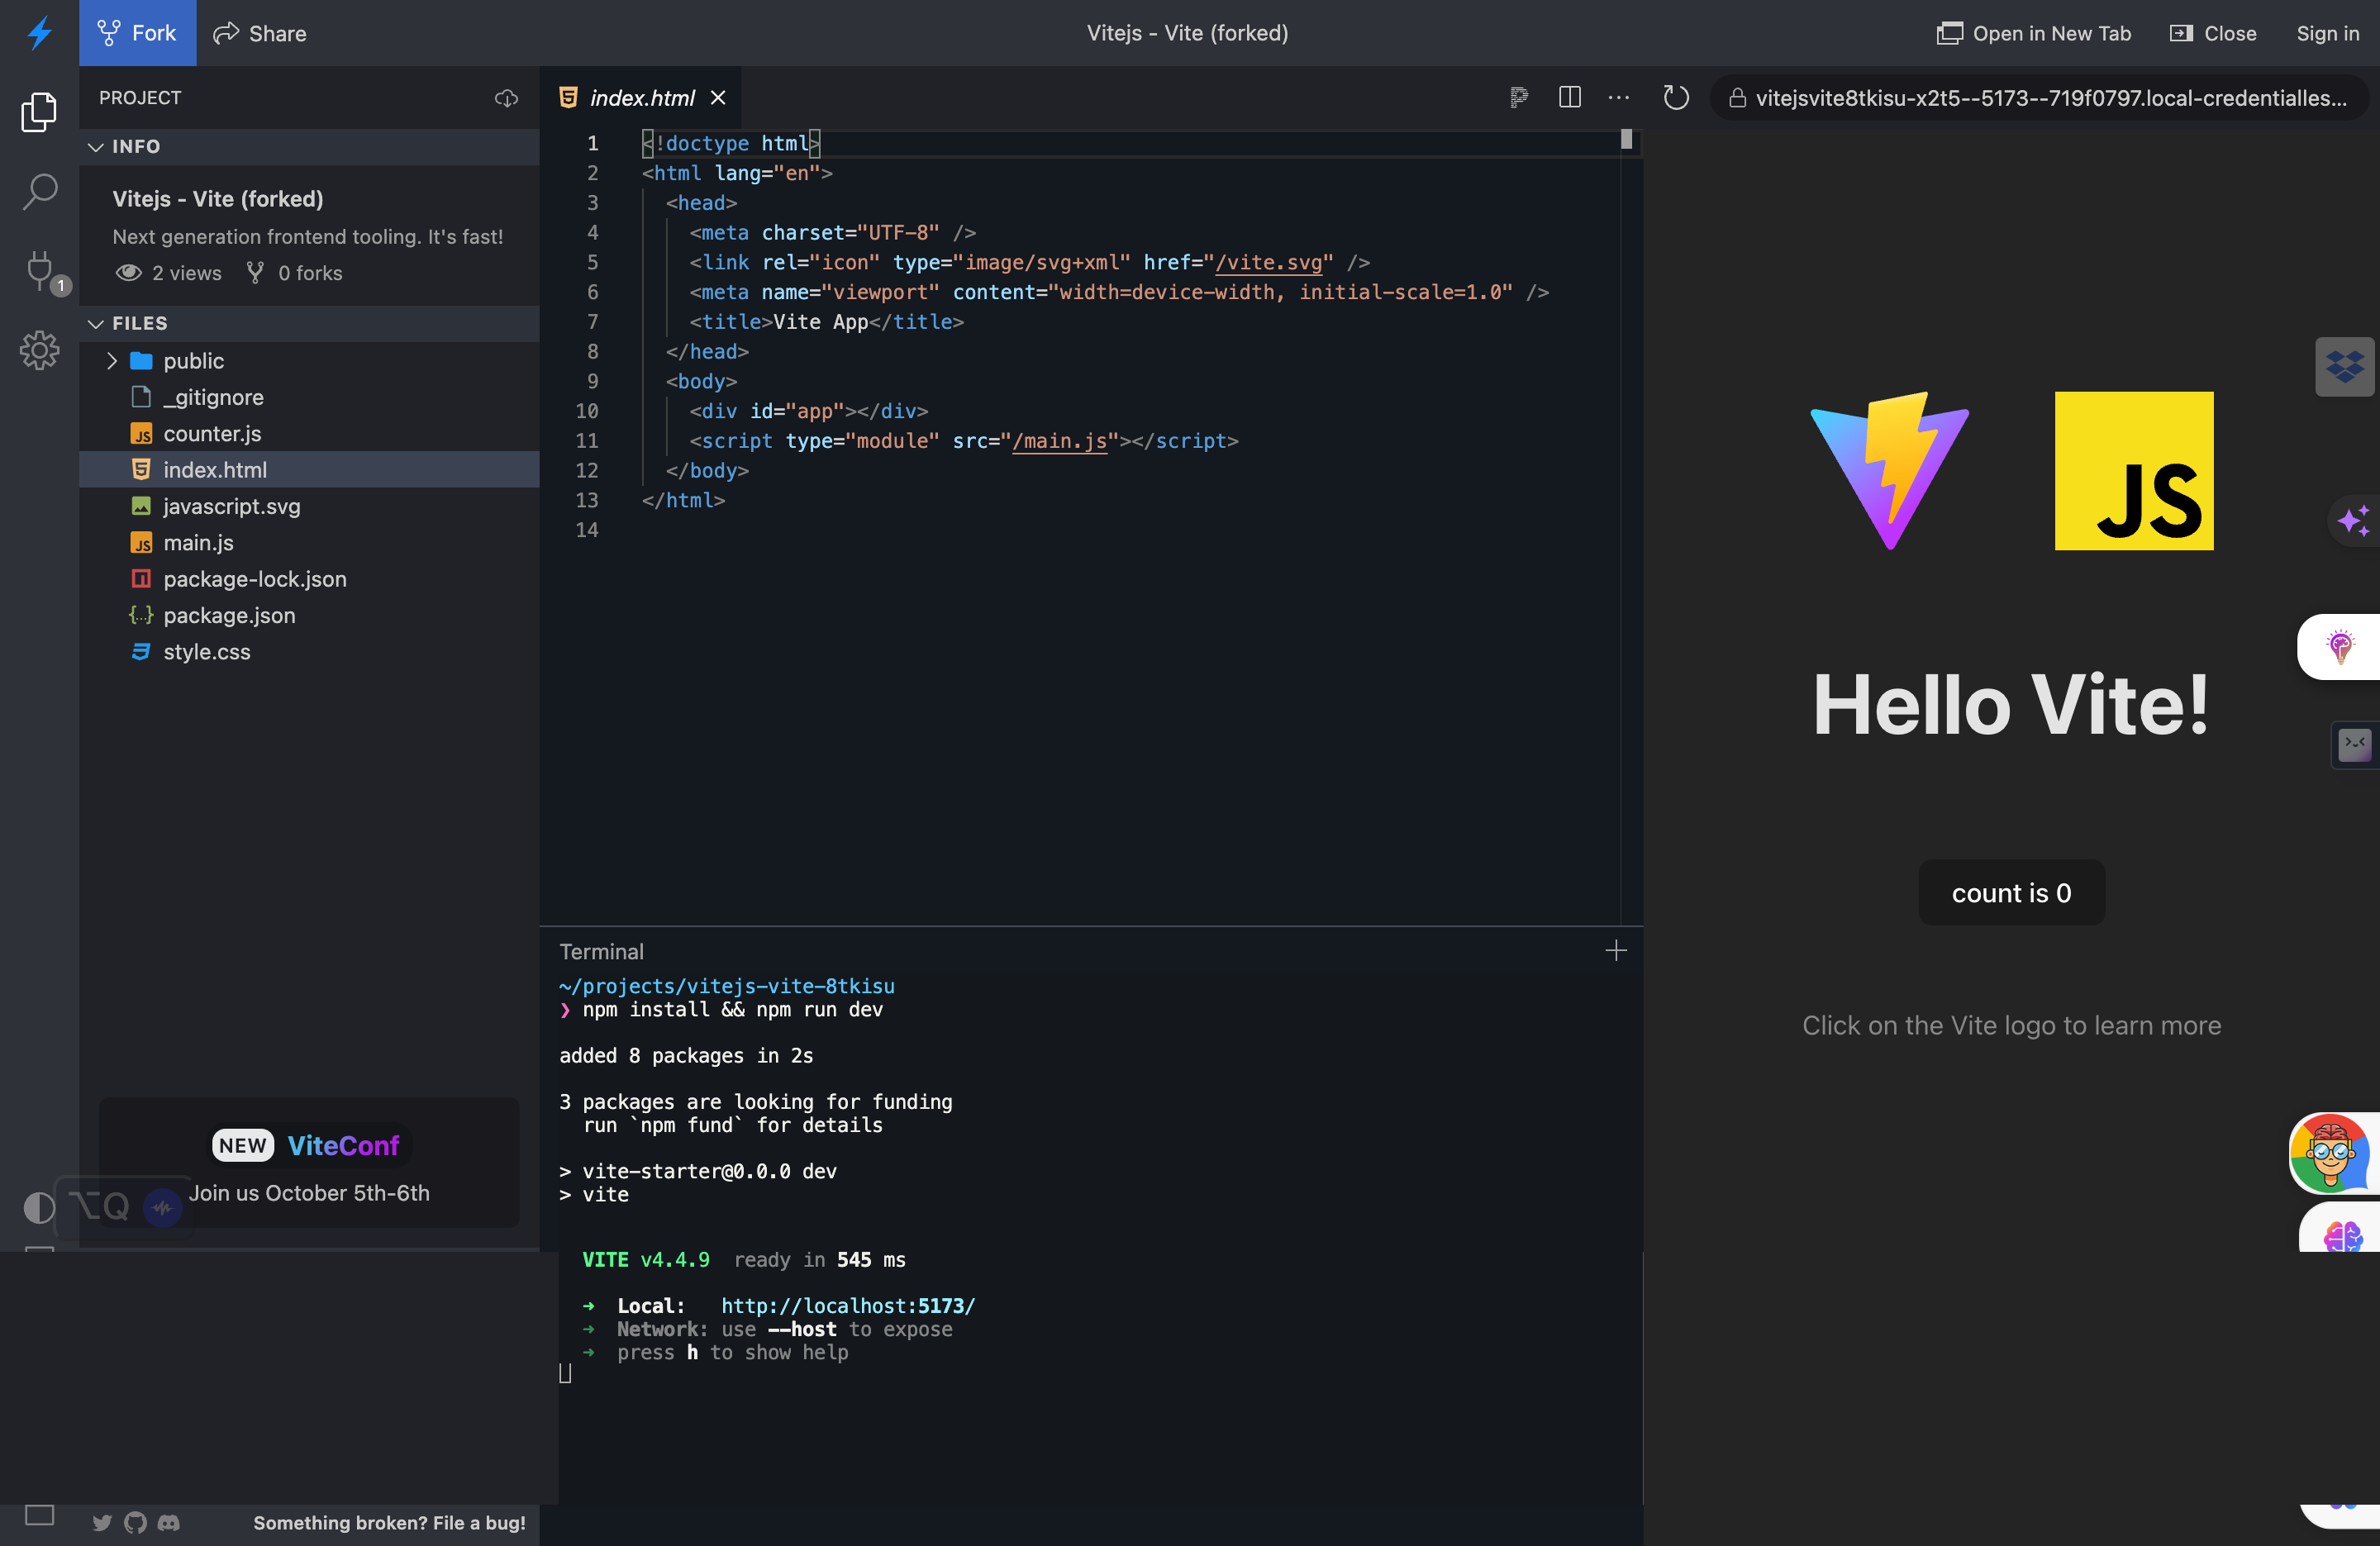 Fork
Share
Vitejs - Vite (forked)
Open in New Tab
Close
Sign in
PROJECT
INFO
Vitejs - Vite (forked)
Next generation frontend tooling. It's fast!
2 views
0 forks
1
FILES
public
_gitignore
counter.js
index.html
javascript.svg
main.js
package-lock.json
package.json
style.css
NEW ViteConf
Join us October 5th-6th
⌥Q
Something broken? File a bug!
index.html
1 <!doctype html>
2 <html lang="en">
3 <head>
4 <meta charset="UTF-8" />
5 <link rel="icon" type="image/svg+xml" href="/vite.svg" />
6 <meta name="viewport" content="width=device-width, initial-scale=1.0" />
7 <title>Vite App</title>
8 </head>
9 <body>
10 <div id="app"></div>
11 <script type="module" src="/main.js"></script>
12 </body>
13 </html>
14
Terminal
~/projects/vitejs-vite-8tkisu
❯ npm install && npm run dev
added 8 packages in 2s
3 packages are looking for funding
run `npm fund` for details
> vite-starter@0.0.0 dev
> vite
VITE v4.4.9 ready in 545 ms
➜ Local: http://localhost:5173/
➜ Network: use --host to expose
➜ press h to show help
vitejsvite8tkisu-x2t5--5173--719f0797.local-credentialles...
JS
Hello Vite!
count is 0
Click on the Vite logo to learn more